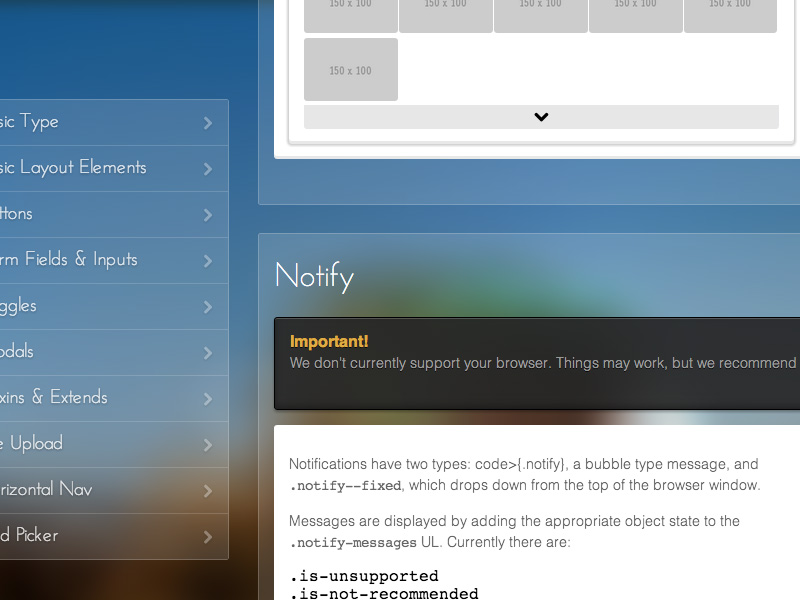 150 x 100 150 x 100 150 x 100 150 x 100 150 x 100
150 x 100
sic Type
sic Layout Elements
ttons
rm Fields & Inputs
ggles
odals
xins & Extends
e Upload
rizontal Nav
d Picker
Notify
Important!
We don't currently support your browser. Things may work, but we recommend
Notifications have two types: code>{.notify}, a bubble type message, and
.notify--fixed, which drops down from the top of the browser window.
Messages are displayed by adding the appropriate object state to the
.notify-messages UL. Currently there are:
.is-unsupported
.is-not-recommended